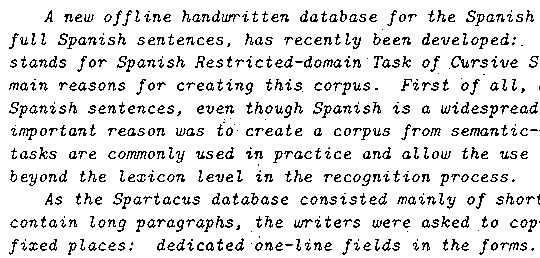 A new offline handwritten database for the Spanish
full Spanish sentences, has recently been developed:
stands for Spanish Restricted-domain Task of Cursive S
main reasons for creating this corpus. First of all,
Spanish sentences, even though Spanish is a widespread
important reason was to create a corpus from semantic-
tasks are commonly used in practice and allow the use
beyond the lexicon level in the recognition process.
As the Spartacus database consisted mainly of short
contain long paragraphs, the writers were asked to cop
fixed places: dedicated one-line fields in the forms.